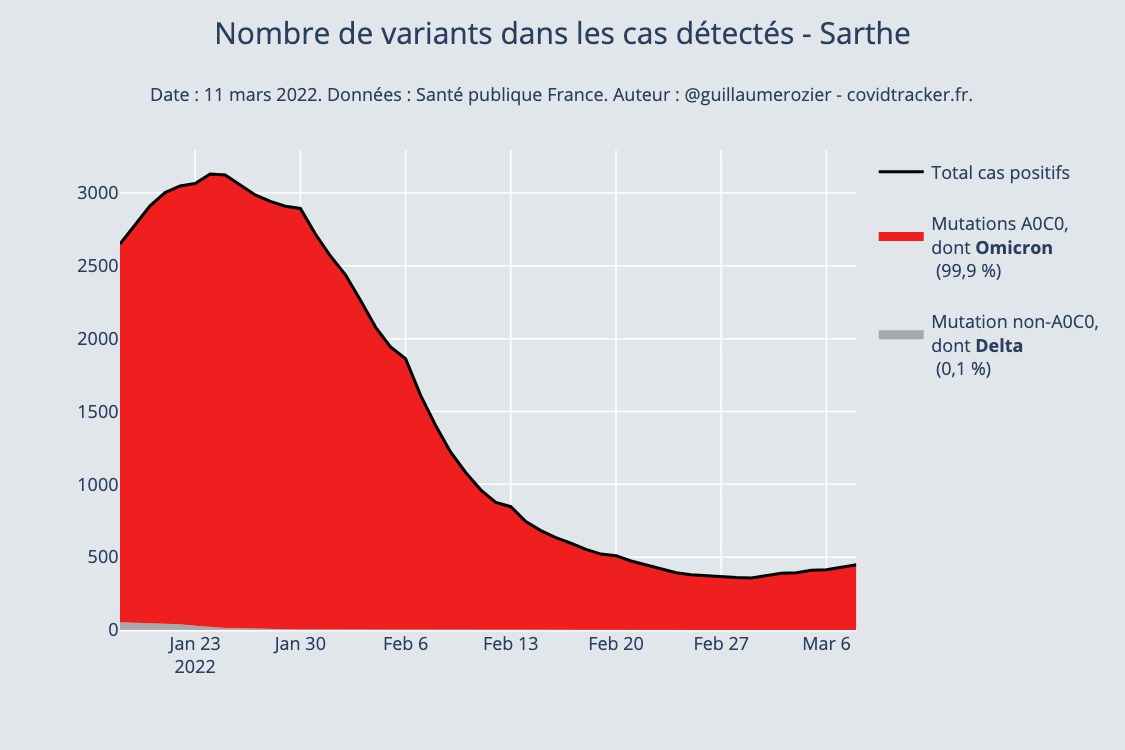 Nombre de variants dans les cas détectés - Sarthe
Date : 11 mars 2022. Données : Santé publique France. Auteur : @guillaumerozier - covidtracker.fr.
3000
2500
2000
1500
1000
500
0
Jan 23
2022
Jan 30
Feb 6
Feb 13
Feb 20
Feb 27
Mar 6
Total cas positifs
Mutations A0C0,
dont Omicron
(99,9 %)
Mutation non-A0C0,
dont Delta
(0,1 %)